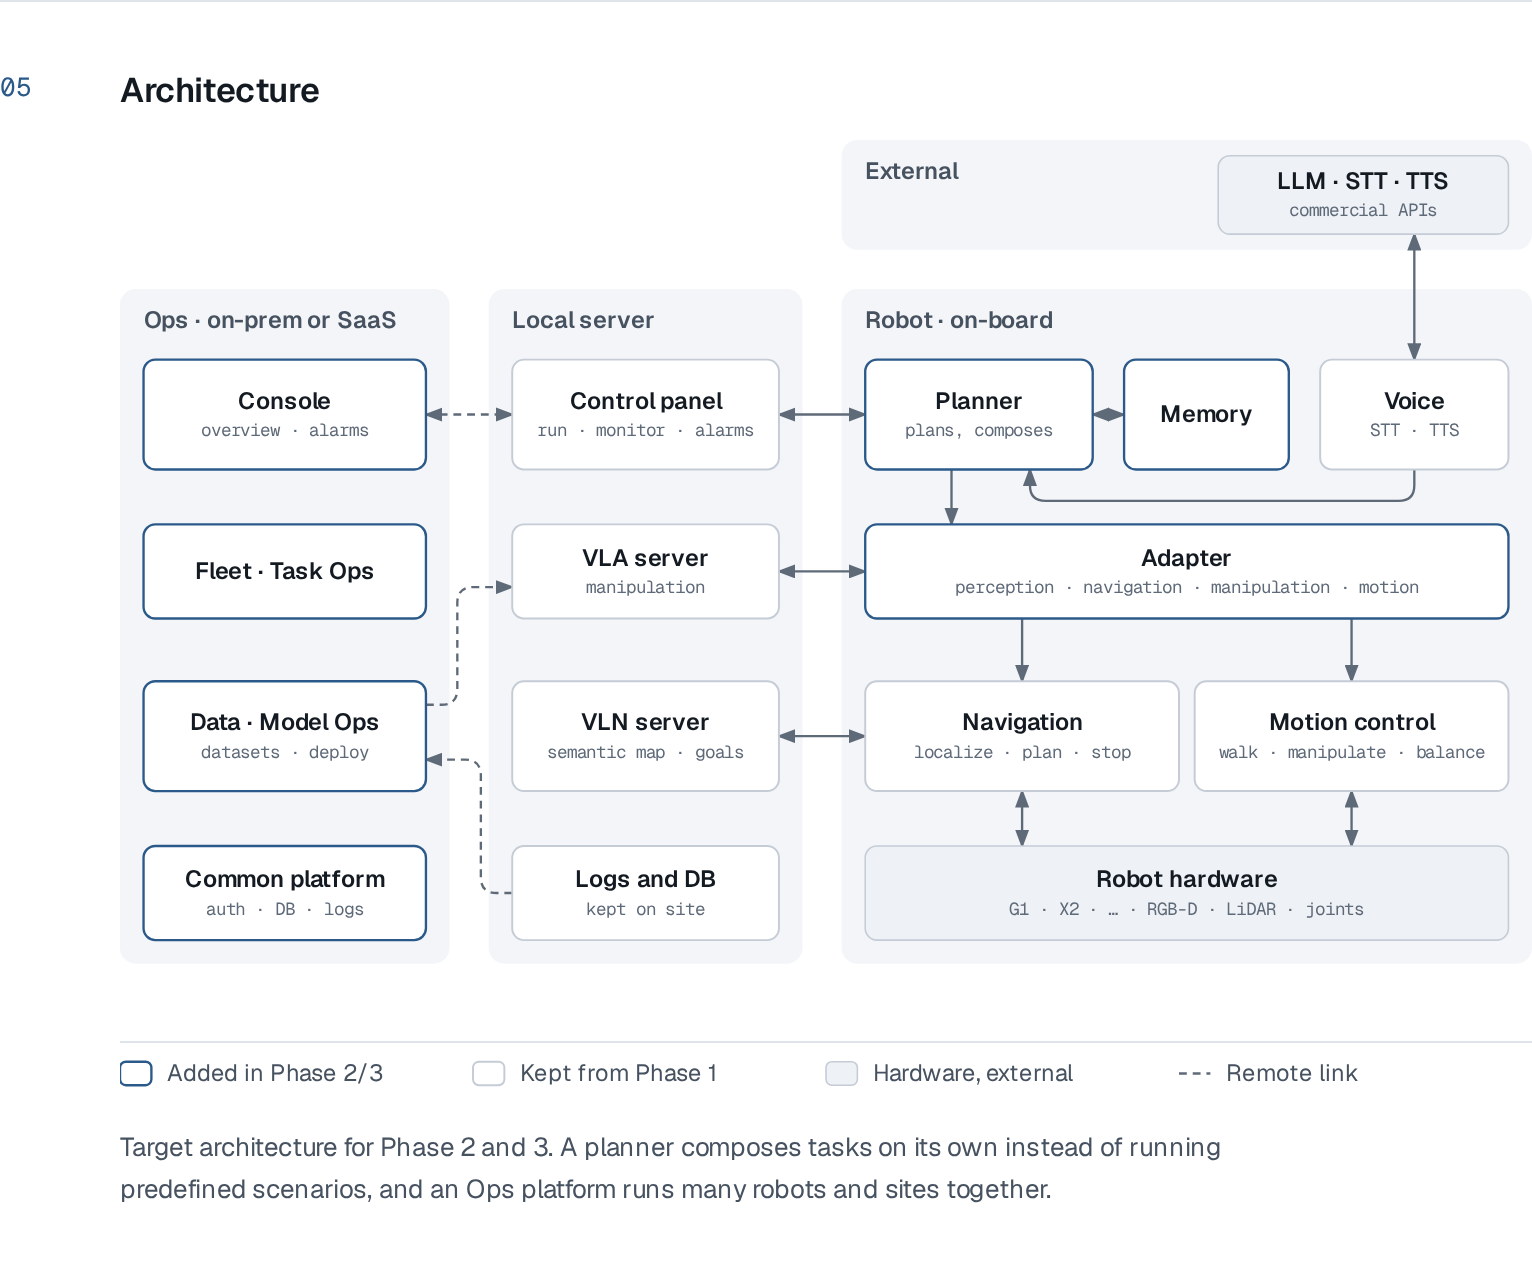 05
Architecture
External
LLM · STT · TTS
commercial APIs
Ops · on-prem or SaaS
Local server
Robot · on-board
Console
overview · alarms
Control panel
run · monitor · alarms
Planner
plans, composes
Memory
Voice
STT · TTS
Fleet · Task Ops
VLA server
manipulation
Adapter
perception · navigation · manipulation · motion
Data · Model Ops
datasets · deploy
VLN server
semantic map · goals
Navigation
localize · plan · stop
Motion control
walk · manipulate · balance
Common platform
auth · DB · logs
Logs and DB
kept on site
Robot hardware
G1 · X2 · … · RGB-D · LiDAR · joints
Added in Phase 2/3
Kept from Phase 1
Hardware, external
Remote link
Target architecture for Phase 2 and 3. A planner composes tasks on its own instead of running
predefined scenarios, and an Ops platform runs many robots and sites together.